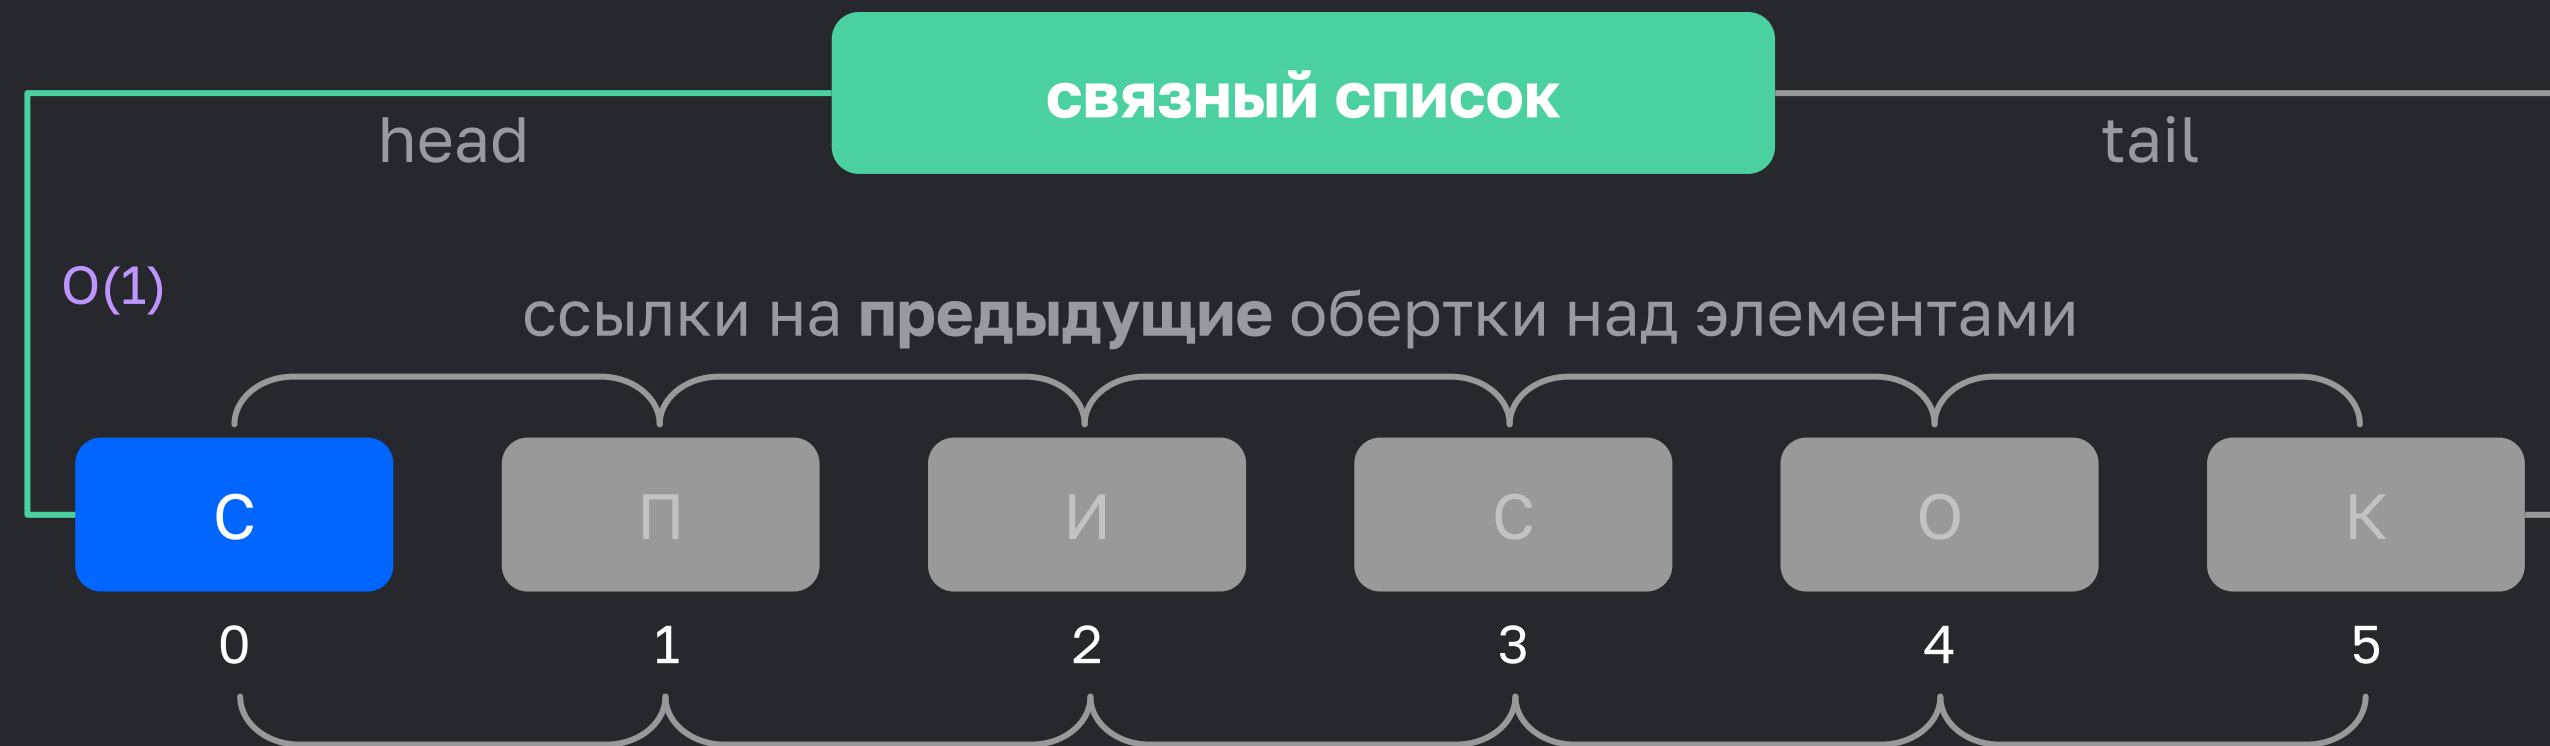 связный список
head
tail
O(1)
ссылки на предыдущие обертки над элементами
С П И С О К
0 1 2 3 4 5